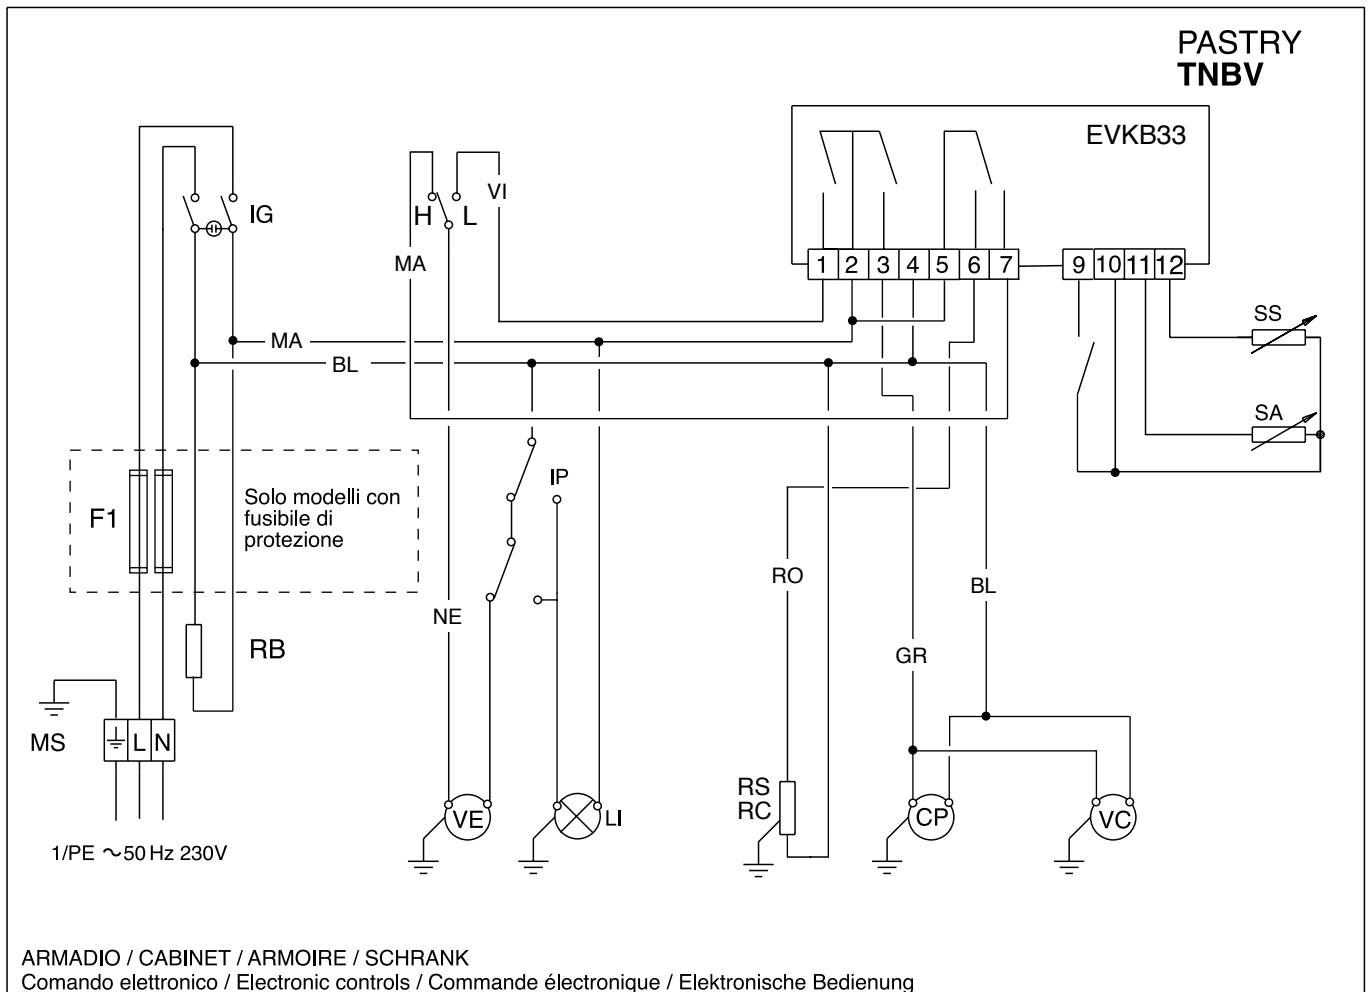 PASTRY
TNBV
EVKB33
IG
H L
VI
MA
1 2 3 4 5 6 7 9 10 11 12
SS
MA
BL
SA
F1
Solo modelli con
fusibile di
protezione
IP
RO
BL
NE
RB
GR
MS
L N
RS
RC
VE
LI
CP
VC
1/PE ~50 Hz 230V
ARMADIO / CABINET / ARMOIRE / SCHRANK
Comando elettronico / Electronic controls / Commande électronique / Elektronische Bedienung